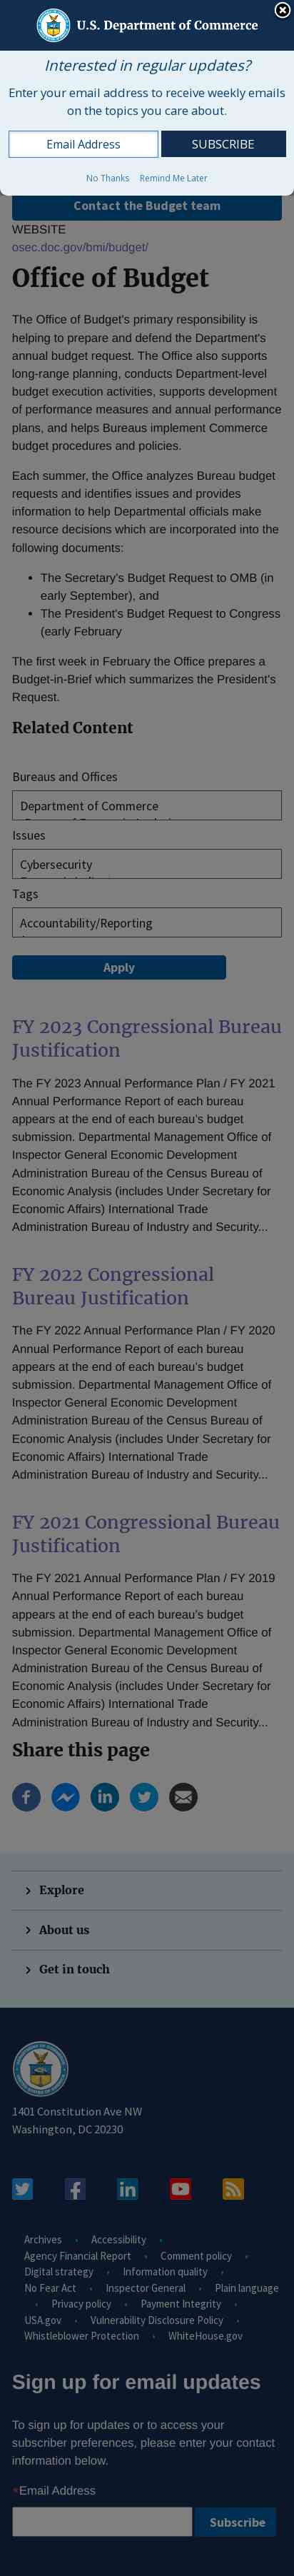 U.S. Department of Commerce
Interested in regular updates?
Enter your email address to receive weekly emails
on the topics you care about.
Email Address
SUBSCRIBE
No Thanks
Remind Me Later
Contact the Budget team
WEBSITE
osec.doc.gov/bmi/budget/
Office of Budget
The Office of Budget's primary responsibility is
helping to prepare and defend the Department's
annual budget request. The Office also supports
long-range planning, conducts Department-level
budget execution activities, supports development
of performance measures and annual performance
plans, and helps Bureaus implement Commerce
budget procedures and policies.
Each summer, the Office analyzes Bureau budget
requests and identifies issues and provides
information to help Departmental officials make
resource decisions which are incorporated into the
following documents:
• The Secretary's Budget Request to OMB (in
early September), and
• The President's Budget Request to Congress
(early February
The first week in February the Office prepares a
Budget-in-Brief which summarizes the President's
Request.
Related Content
Bureaus and Offices
Department of Commerce
Issues
Cybersecurity
Tags
Accountability/Reporting
Apply
FY 2023 Congressional Bureau
Justification
The FY 2023 Annual Performance Plan / FY 2021
Annual Performance Report of each bureau
appears at the end of each bureau's budget
submission. Departmental Management Office of
Inspector General Economic Development
Administration Bureau of the Census Bureau of
Economic Analysis (includes Under Secretary for
Economic Affairs) International Trade
Administration Bureau of Industry and Security...
FY 2022 Congressional
Bureau Justification
The FY 2022 Annual Performance Plan / FY 2020
Annual Performance Report of each bureau
appears at the end of each bureau's budget
submission. Departmental Management Office of
Inspector General Economic Development
Administration Bureau of the Census Bureau of
Economic Analysis (includes Under Secretary for
Economic Affairs) International Trade
Administration Bureau of Industry and Security...
FY 2021 Congressional Bureau
Justification
The FY 2021 Annual Performance Plan / FY 2019
Annual Performance Report of each bureau
appears at the end of each bureau's budget
submission. Departmental Management Office of
Inspector General Economic Development
Administration Bureau of the Census Bureau of
Economic Analysis (includes Under Secretary for
Economic Affairs) International Trade
Administration Bureau of Industry and Security...
Share this page
Explore
About us
Get in touch
1401 Constitution Ave NW
Washington, DC 20230
Archives • Accessibility •
Agency Financial Report • Comment policy •
Digital strategy • Information quality •
No Fear Act • Inspector General • Plain language
• Privacy policy • Payment Integrity •
USA.gov • Vulnerability Disclosure Policy •
Whistleblower Protection • WhiteHouse.gov
Sign up for email updates
To sign up for updates or to access your
subscriber preferences, please enter your contact
information below.
*Email Address
Subscribe